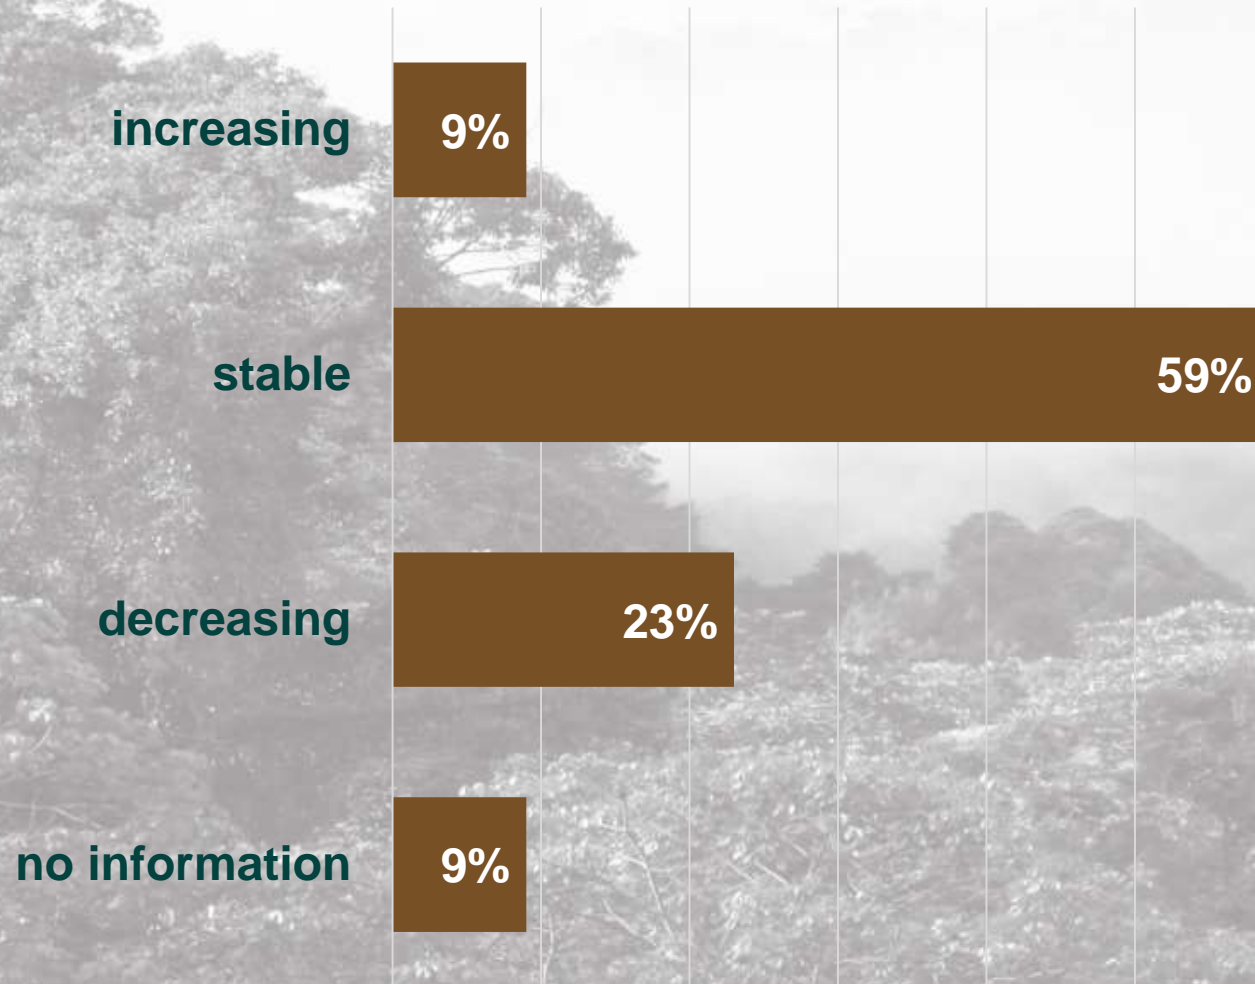 increasing 9%
stable 59%
decreasing 23%
no information 9%